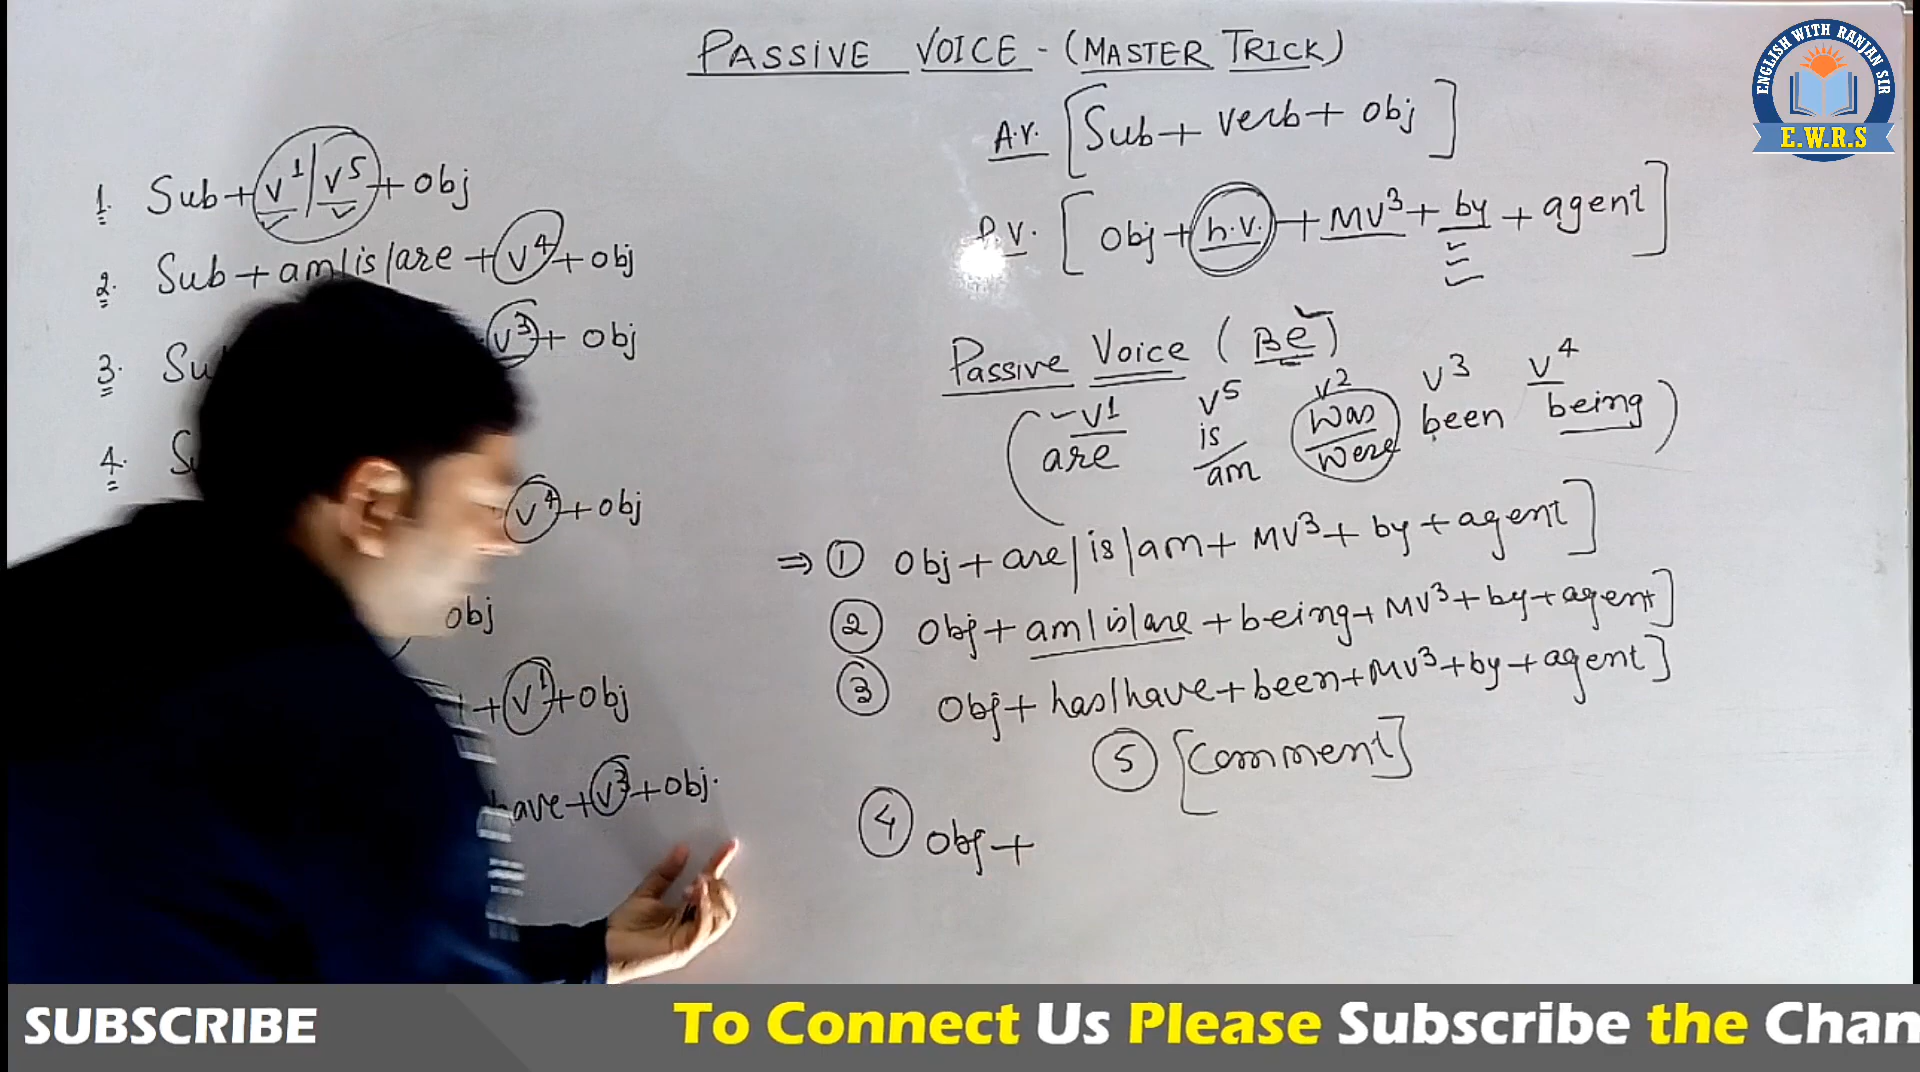 PASSIVE VOICE - (MASTER TRICK)
A.V. [Sub + verb + obj]
P.V. [Obj + h.v. + MV³ + by + agent]
1. Sub + v¹ | v⁵ + obj
2. Sub + am/is/are + v⁴ + obj
3. Su v³ + obj
4.
v⁴ + obj
obj
+ v¹ + obj
have + v³ + obj.
Passive Voice (BE)
v¹ v⁵ v² v³ v⁴
are is/am was/were been being
⇒ ① Obj + are/is/am + MV³ + by + agent]
② Obj + am/is/are + being + MV³ + by + agent]
③ Obj + has/have + been + MV³ + by + agent]
⑤ [Comment]
④ Obj +
ENGLISH WITH RANJAN SIR
E.W.R.S
SUBSCRIBE
To Connect Us Please Subscribe the Chan